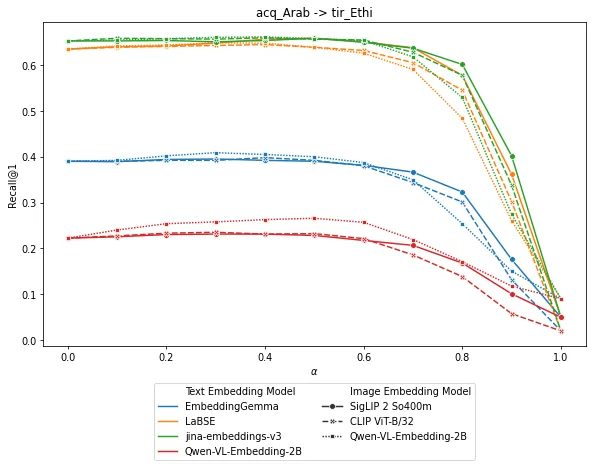 acq_Arab -> tir_Ethi
Recall@1
0.6
0.5
0.4
0.3
0.2
0.1
0.0
0.0 0.2 0.4 0.6 0.8 1.0
α
Text Embedding Model Image Embedding Model
EmbeddingGemma SigLIP 2 So400m
LaBSE CLIP ViT-B/32
jina-embeddings-v3 Qwen-VL-Embedding-2B
Qwen-VL-Embedding-2B